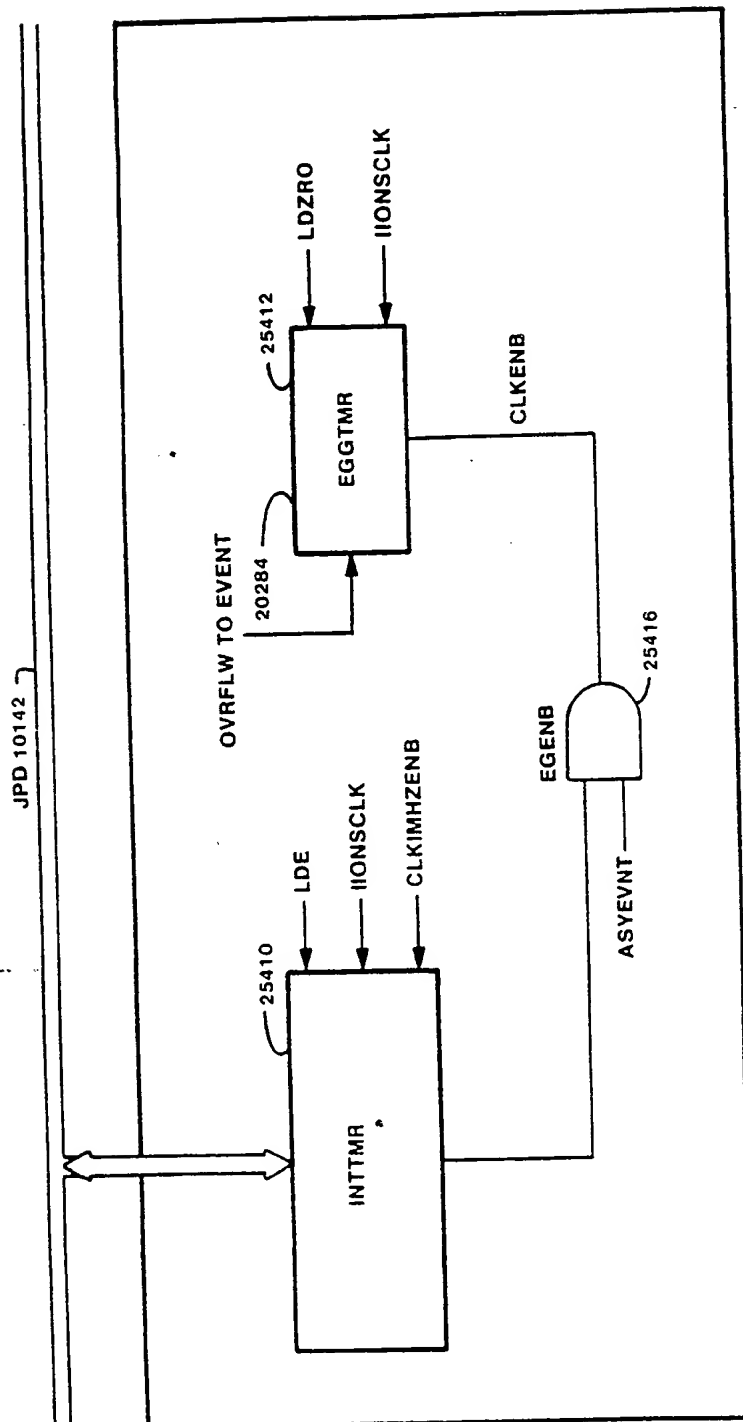 JPD 10142
OVRFLW TO EVENT
20284
25412
LDZRO
EGGTMR
IIONSCLK
CLKENB
25410
LDE
IIONSCLK
CLKIMHZENB
INTTMR
EGENB
ASYEVNT
25416